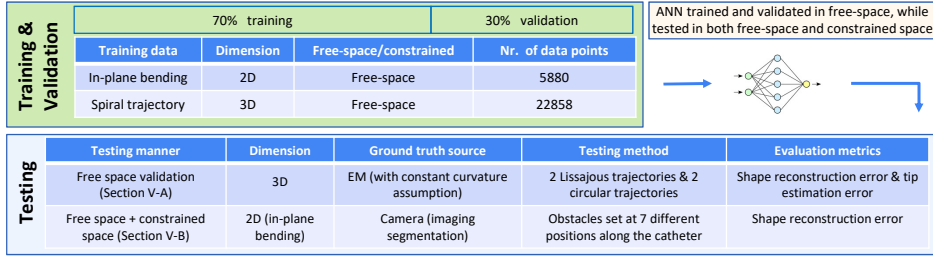 Training &
Validation
70% training
30% validation
Training data
Dimension
Free-space/constrained
Nr. of data points
In-plane bending
2D
Free-space
5880
Spiral trajectory
3D
Free-space
22858
ANN trained and validated in free-space, while
tested in both free-space and constrained space
Testing
Testing manner
Dimension
Ground truth source
Testing method
Evaluation metrics
Free space validation
(Section V-A)
3D
EM (with constant curvature
assumption)
2 Lissajous trajectories & 2
circular trajectories
Shape reconstruction error & tip
estimation error
Free space + constrained
space (Section V-B)
2D (in-plane
bending)
Camera (imaging
segmentation)
Obstacles set at 7 different
positions along the catheter
Shape reconstruction error